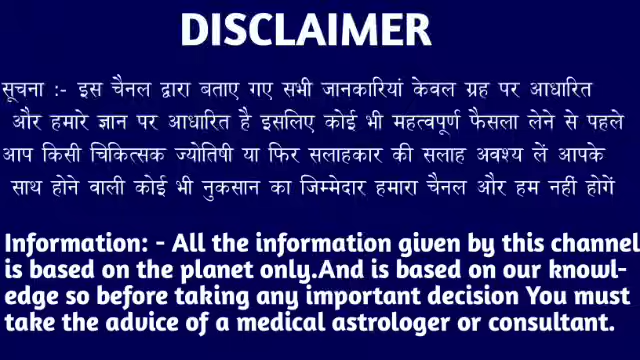 DISCLAIMER
सूचना :- इस चैनल द्वारा बताए गए सभी जानकारियां केवल ग्रह पर आधारित
और हमारे ज्ञान पर आधारित है इसलिए कोई भी महत्वपूर्ण फैसला लेने से पहले
आप किसी चिकित्सक ज्योतिषी या फिर सलाहकार की सलाह अवश्य लें आपके
साथ होने वाली कोई भी नुकसान का जिम्मेदार हमारा चैनल और हम नहीं होगें
Information: - All the information given by this channel
is based on the planet only.And is based on our knowl-
edge so before taking any important decision You must
take the advice of a medical astrologer or consultant.